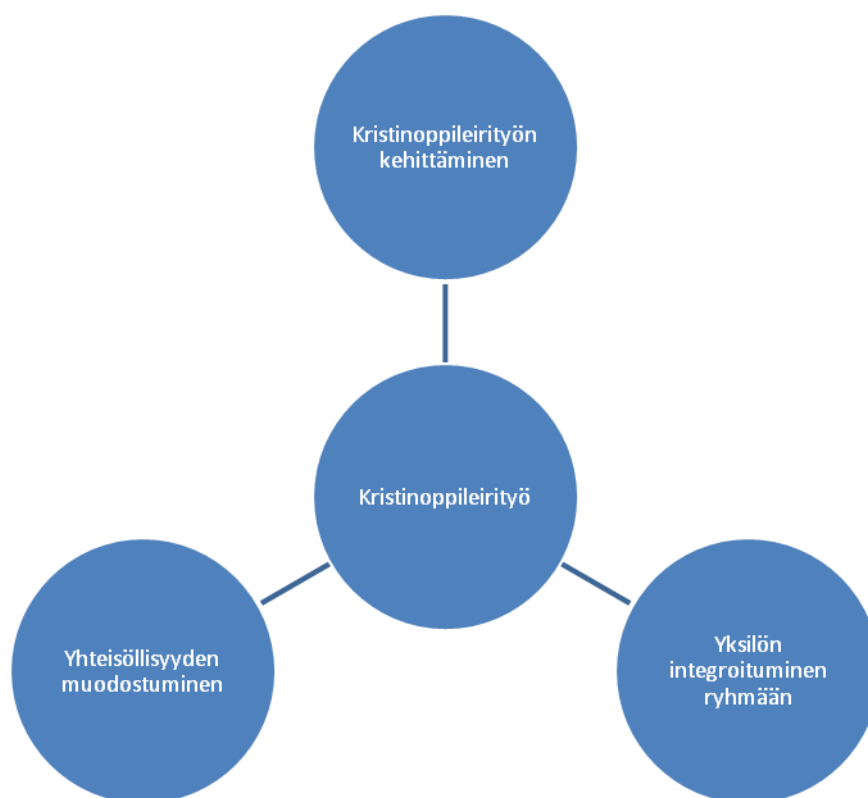 Kristinoppileirityön
kehittäminen
Kristinoppileirityö
Yhteisöllisyyden
muodostuminen
Yksilön
integroituminen
ryhmään